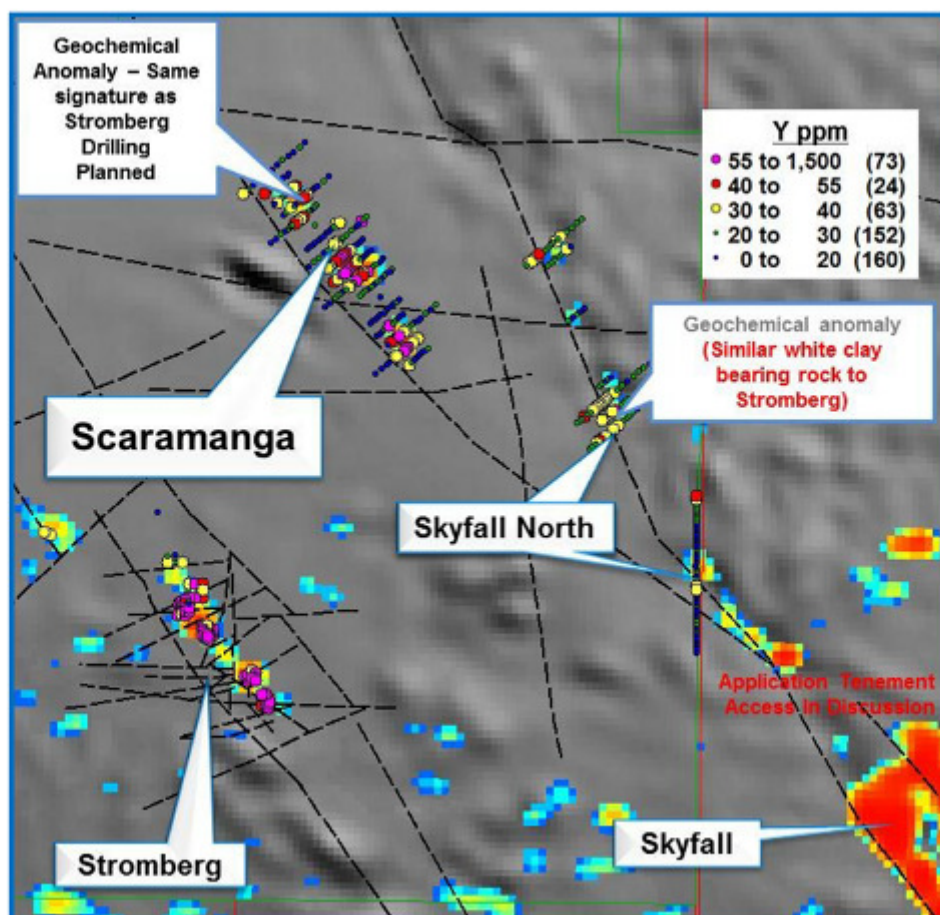 Geochemical
Anomaly – Same
signature as
Stromberg
Drilling
Planned
Y ppm
55 to 1,500 (73)
40 to 55 (24)
30 to 40 (63)
20 to 30 (152)
0 to 20 (160)
Geochemical anomaly
(Similar white clay
bearing rock to
Stromberg)
Scaramanga
Skyfall North
Application Tenement
Access in Discussion
Stromberg
Skyfall